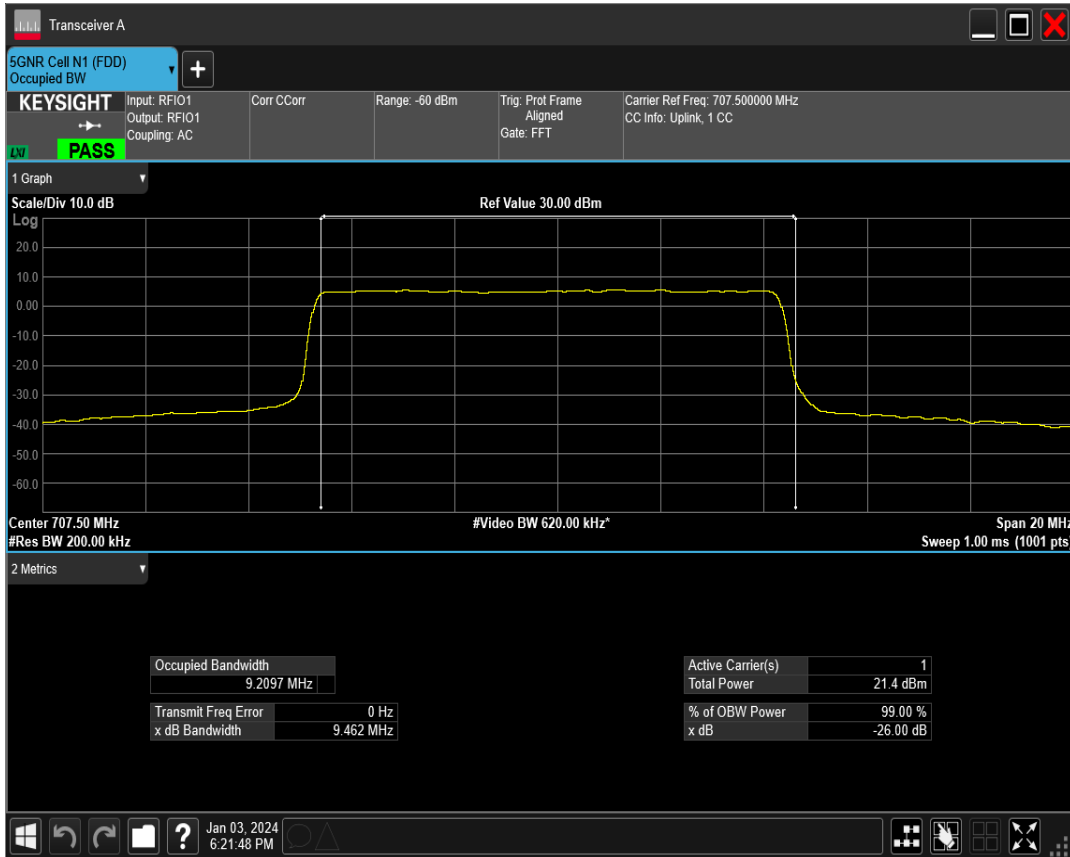 Transceiver A
5GNR Cell N1 (FDD)
Occupied BW
+
KEYSIGHT
LXI
PASS
Input: RFIO1
Output: RFIO1
Coupling: AC
Corr CCorr
Range: -60 dBm
Trig: Prot Frame
Aligned
Gate: FFT
Carrier Ref Freq: 707.500000 MHz
CC Info: Uplink, 1 CC
1 Graph
Scale/Div 10.0 dB
Ref Value 30.00 dBm
Log
20.0
10.0
0.00
-10.0
-20.0
-30.0
-40.0
-50.0
-60.0
Center 707.50 MHz
#Video BW 620.00 kHz*
Span 20 MHz
#Res BW 200.00 kHz
Sweep 1.00 ms (1001 pts)
2 Metrics
Occupied Bandwidth
9.2097 MHz
Transmit Freq Error 0 Hz
x dB Bandwidth 9.462 MHz
Active Carrier(s) 1
Total Power 21.4 dBm
% of OBW Power 99.00 %
x dB -26.00 dB
?
Jan 03, 2024
6:21:48 PM